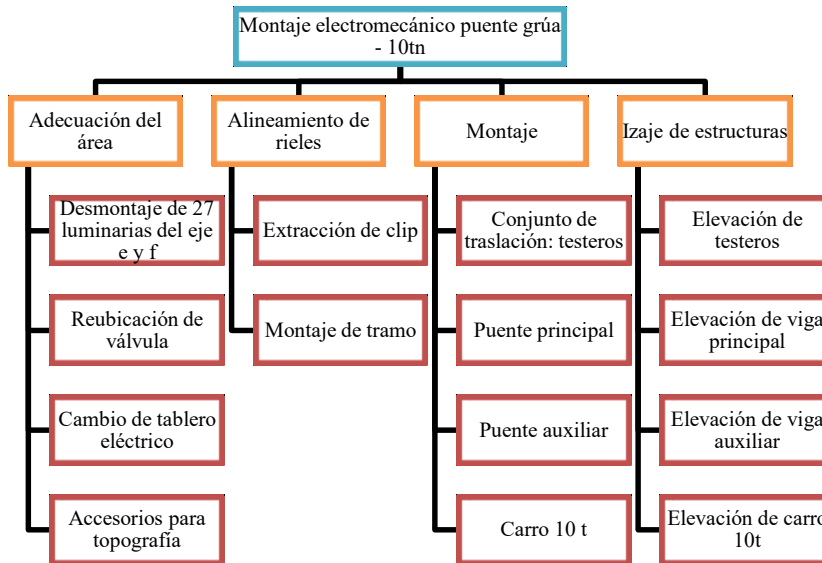 Montaje electromecánico puente grúa
- 10tn
Adecuación del
área
Alineamiento de
rieles
Montaje
Izaje de estructuras
Desmontaje de 27
luminarias del eje
e y f
Extracción de clip
Conjunto de
traslación: testeros
Elevación de
testeros
Reubicación de
válvula
Montaje de tramo
Puente principal
Elevación de viga
principal
Cambio de tablero
eléctrico
Puente auxiliar
Elevación de viga
auxiliar
Accesorios para
topografía
Carro 10 t
Elevación de carro
10t